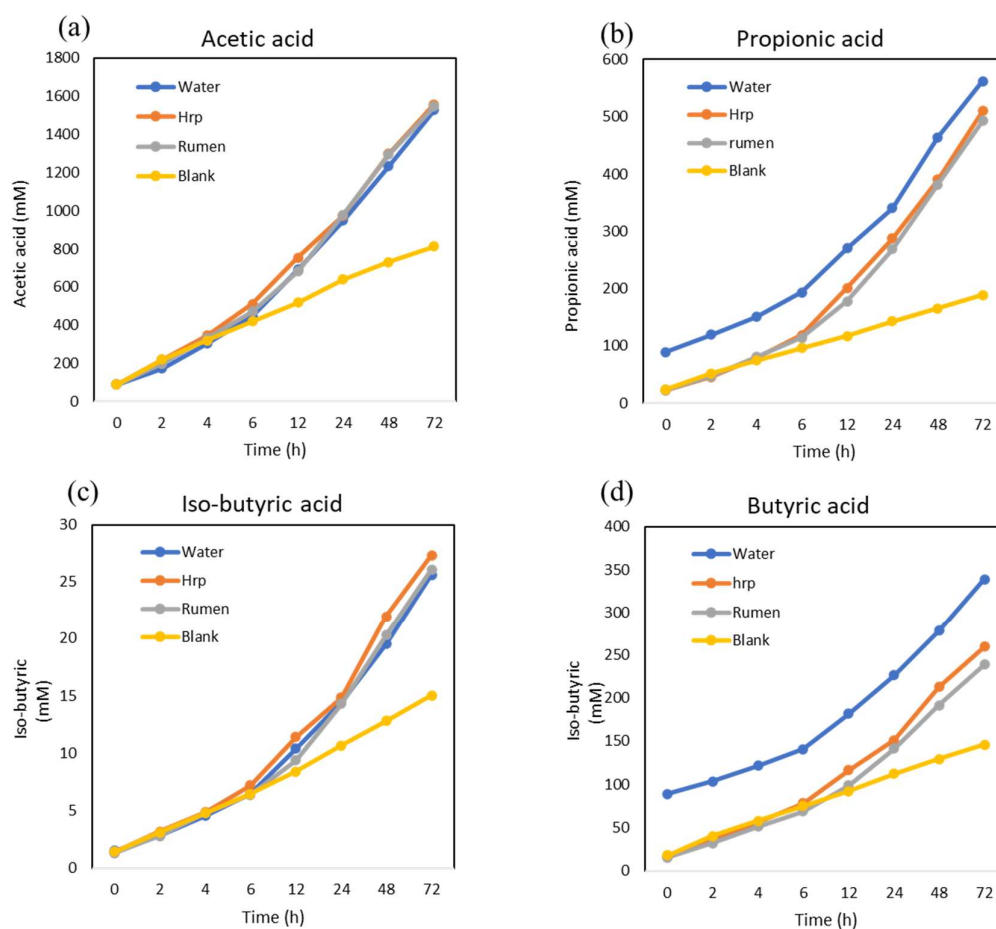 (a)
Acetic acid
1800
1600
1400
1200
1000
800
600
400
200
0
Acetic acid (mM)
Water
Hrp
Rumen
Blank
0 2 4 6 12 24 48 72
Time (h)
(b)
Propionic acid
600
500
400
300
200
100
0
Propionic acid (mM)
Water
Hrp
rumen
Blank
0 2 4 6 12 24 48 72
Time (h)
(c)
Iso-butyric acid
30
25
20
15
10
5
0
Iso-butyric
(mM)
Water
Hrp
Rumen
Blank
0 2 4 6 12 24 48 72
Time (h)
(d)
Butyric acid
400
350
300
250
200
150
100
50
0
Iso-butyric
(mM)
Water
hrp
Rumen
Blank
0 2 4 6 12 24 48 72
Time (h)